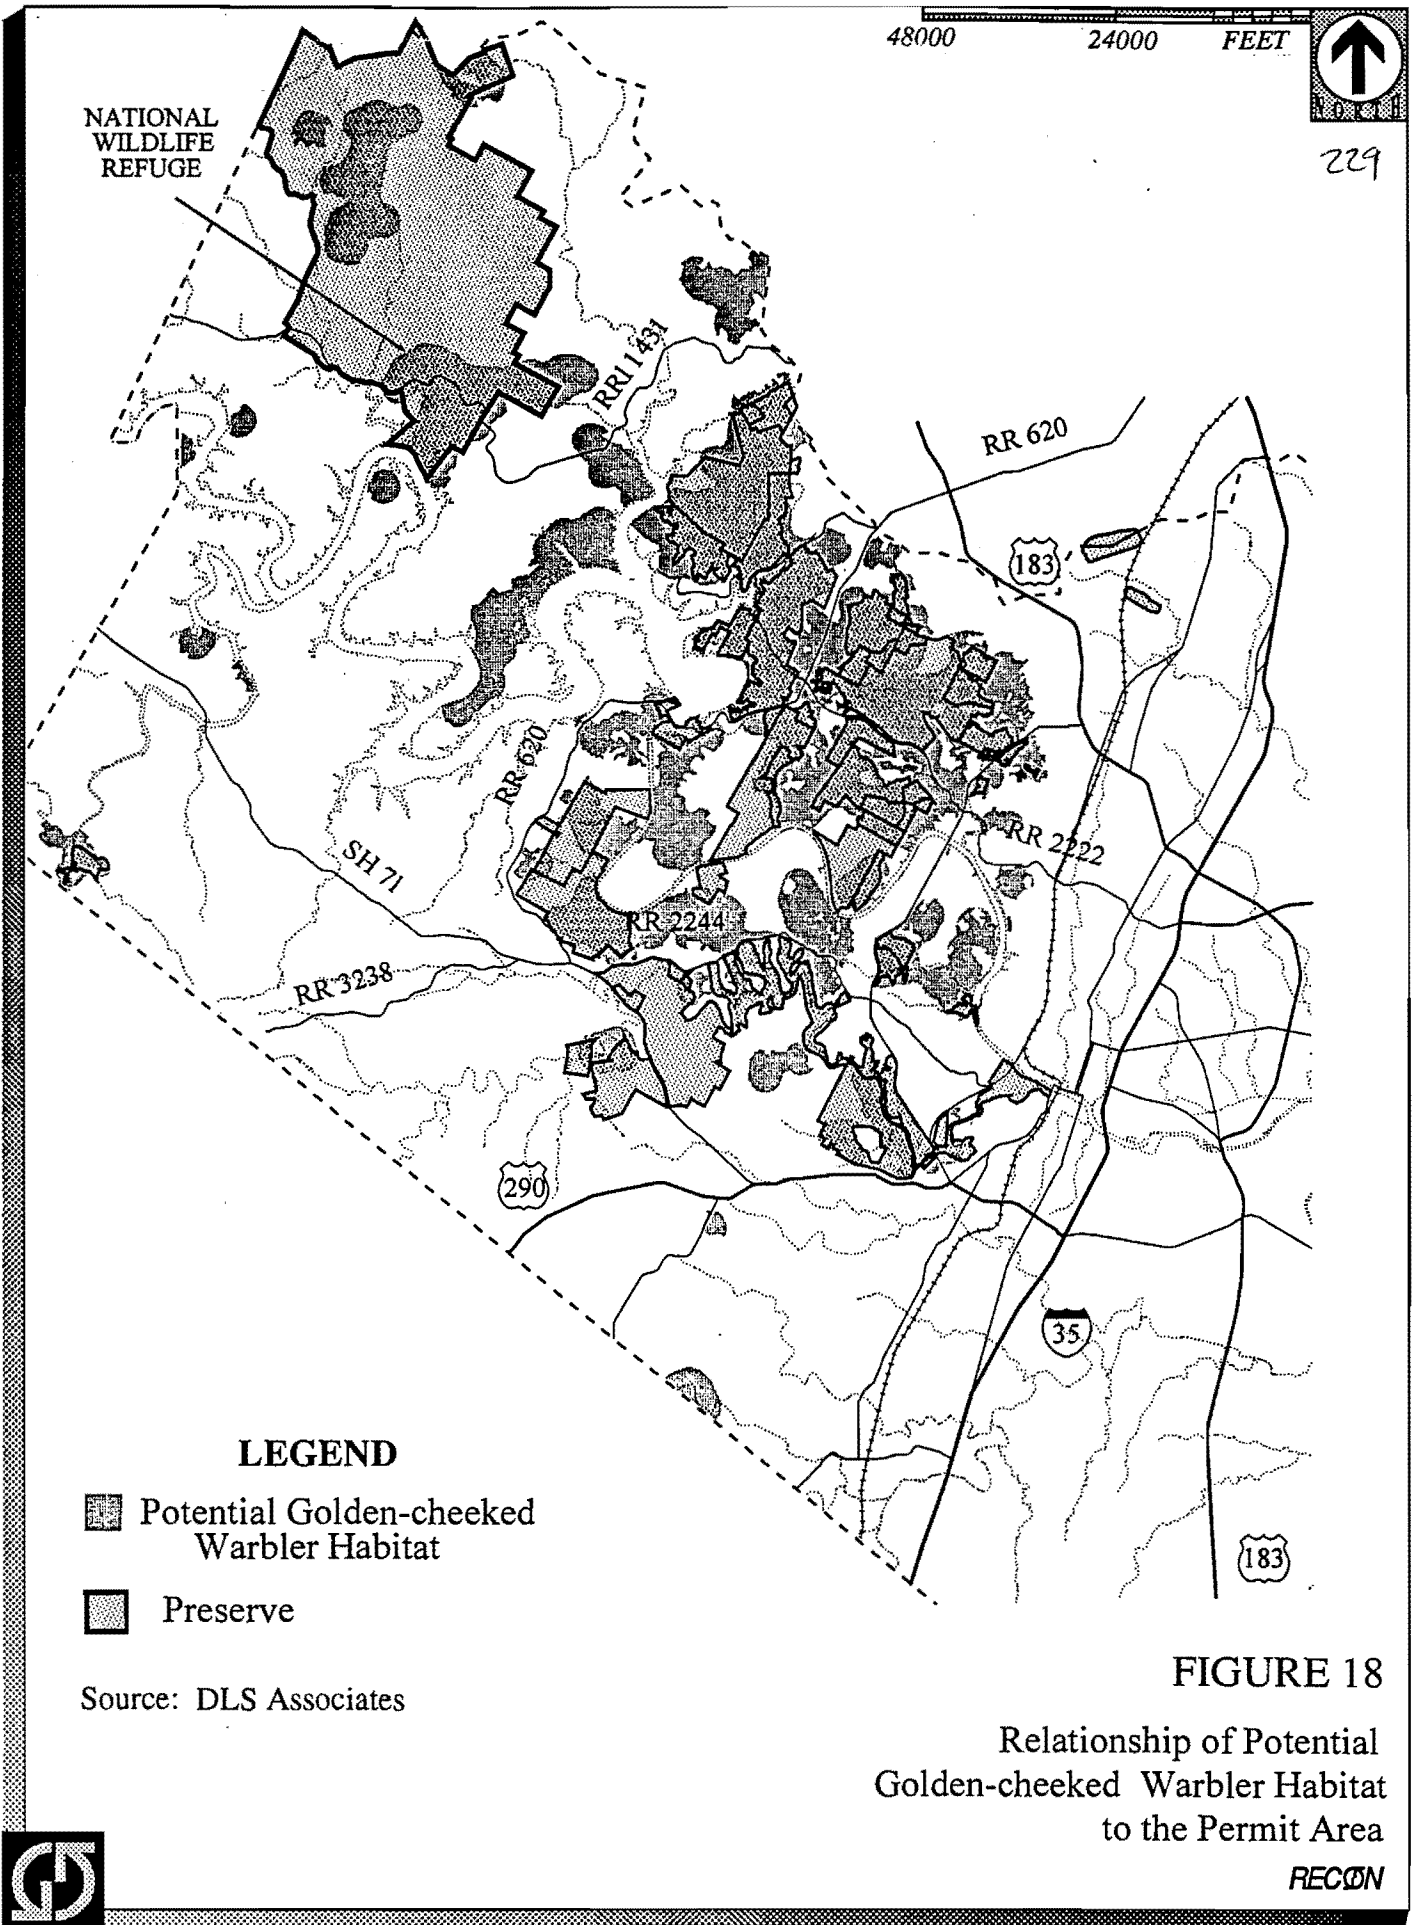 48000 24000 FEET
NORTH
229
NATIONAL
WILDLIFE
REFUGE
RR11431
RR 620
183
RR 620
RR 2222
SH 71
RR 2244
RR 3238
290
35
183
LEGEND
Potential Golden-cheeked
Warbler Habitat
Preserve
Source: DLS Associates
FIGURE 18
Relationship of Potential
Golden-cheeked Warbler Habitat
to the Permit Area
RECON